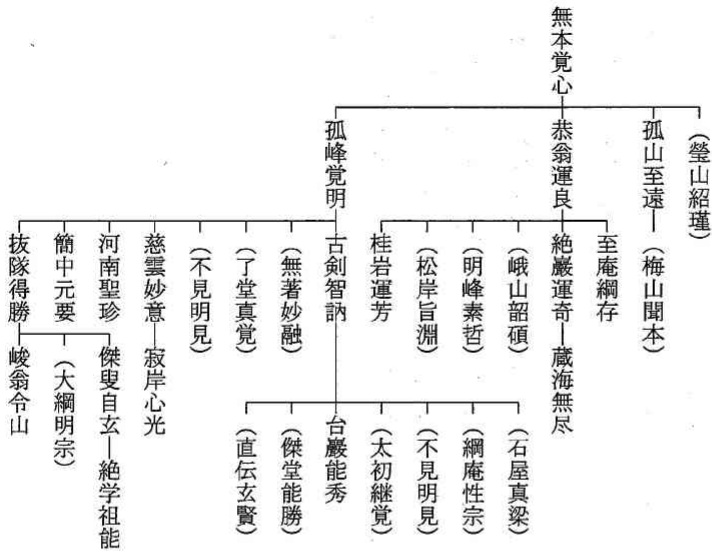 無本覚心
（瑩山紹瑾）
孤山至遠
恭翁運良
孤峰覚明
（梅山聞本）
至庵綱存
絶巖運奇
（峨山韶碩）
（明峰素哲）
（松岸旨淵）
桂岩運芳
古剣智訥
（無著妙融）
（了堂真覚）
（不見明見）
慈雲妙意
河南聖珍
簡中元要
抜隊得勝
蔵海無尽
寂岸心光
傑叟自玄
絶学祖能
（大綱明宗）
峻翁令山
（石屋真梁）
（綱庵性宗）
（不見明見）
（太初継覚）
台巖能秀
（傑堂能勝）
（直伝玄賢）